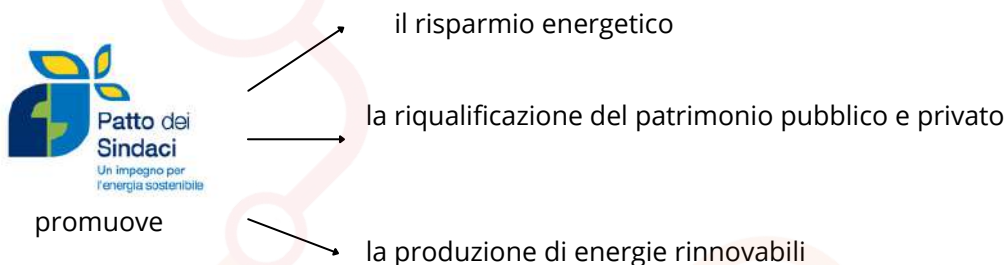 il risparmio energetico
la riqualificazione del patrimonio pubblico e privato
Patto dei
Sindaci
Un impegno per
l'energia sostenibile
promuove
la produzione di energie rinnovabili